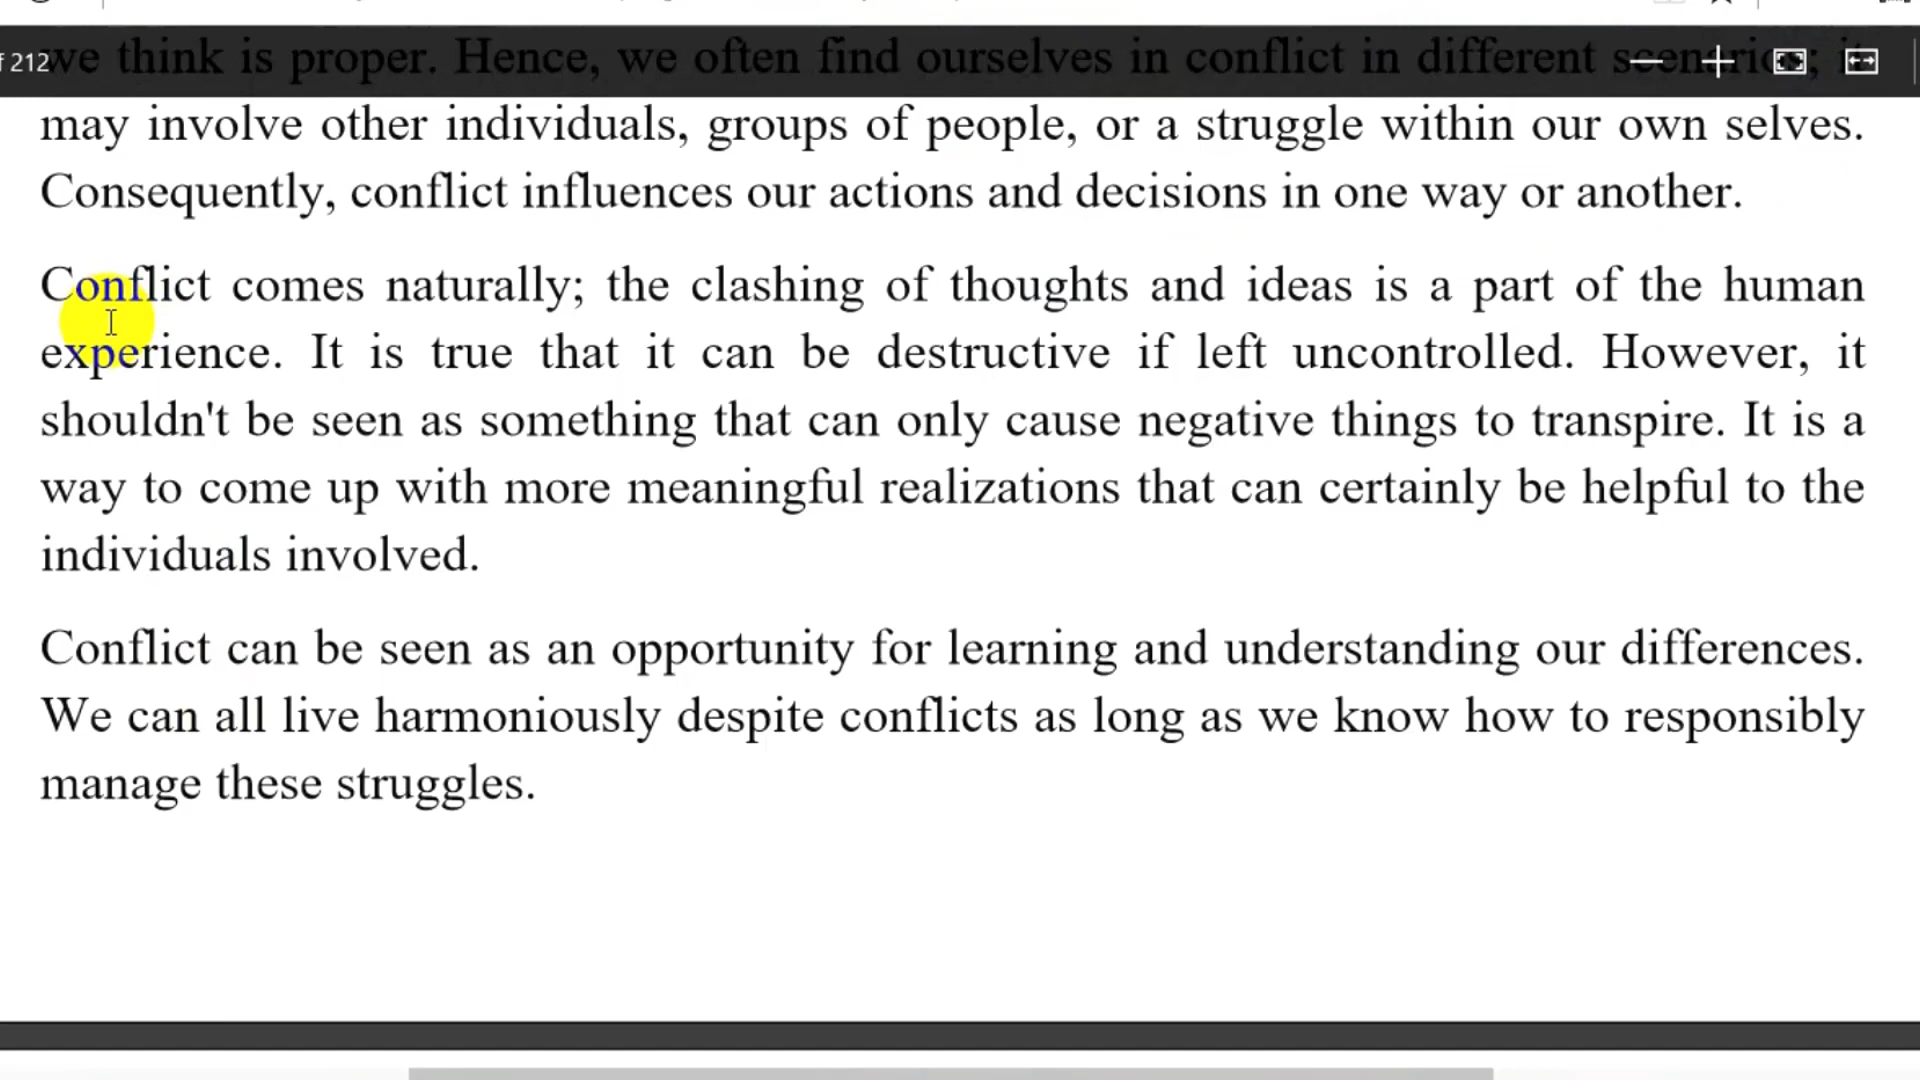 f 212
we think is proper. Hence, we often find ourselves in conflict in different scenarios; it
may involve other individuals, groups of people, or a struggle within our own selves.
Consequently, conflict influences our actions and decisions in one way or another.
Conflict comes naturally; the clashing of thoughts and ideas is a part of the human
experience. It is true that it can be destructive if left uncontrolled. However, it
shouldn't be seen as something that can only cause negative things to transpire. It is a
way to come up with more meaningful realizations that can certainly be helpful to the
individuals involved.
Conflict can be seen as an opportunity for learning and understanding our differences.
We can all live harmoniously despite conflicts as long as we know how to responsibly
manage these struggles.